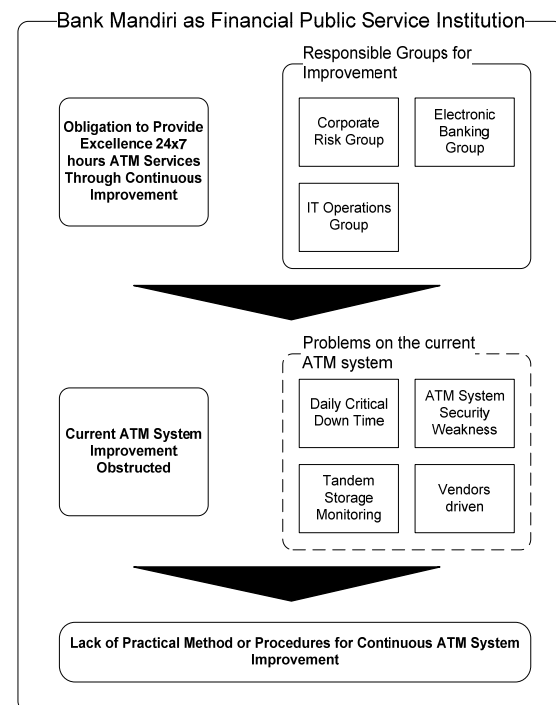 Bank Mandiri as Financial Public Service Institution
Responsible Groups for
Improvement
Obligation to Provide
Excellence 24x7
hours ATM Services
Through Continuous
Improvement
Corporate
Risk Group
Electronic
Banking
Group
IT Operations
Group
Problems on the current
ATM system
Current ATM System
Improvement
Obstructed
Daily Critical
Down Time
ATM System
Security
Weakness
Tandem
Storage
Monitoring
Vendors
driven
Lack of Practical Method or Procedures for Continuous ATM System
Improvement